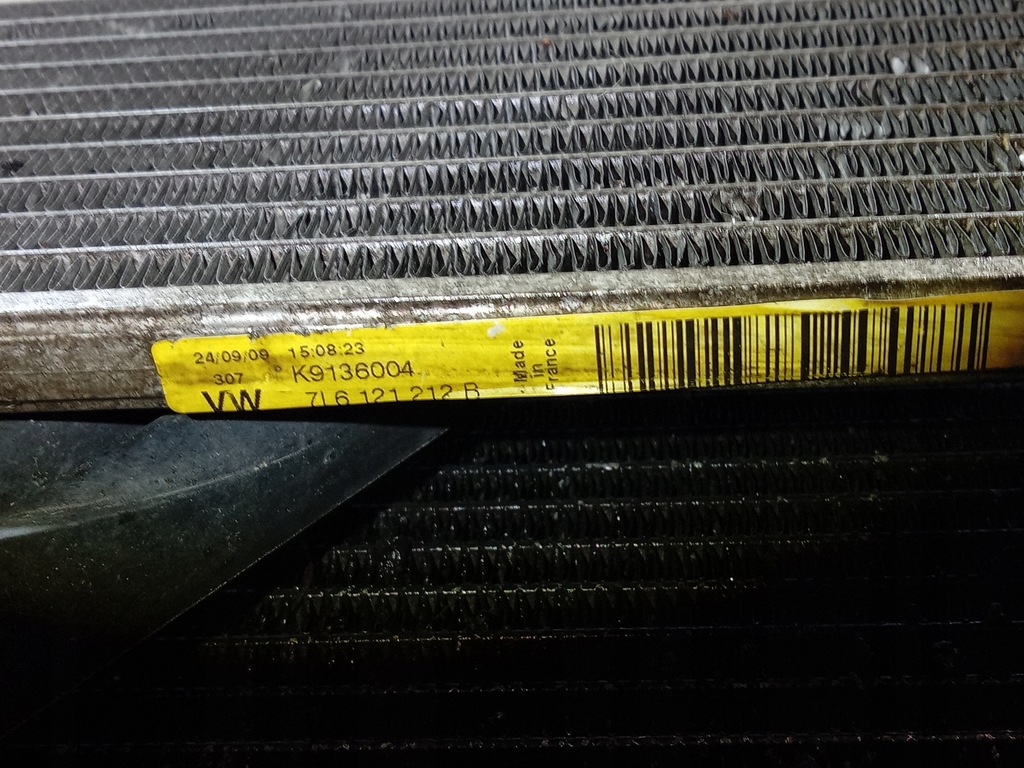 24/09/09 15:08:23
307 K9136004
VW 7L6 121 212 B
Made
in
France